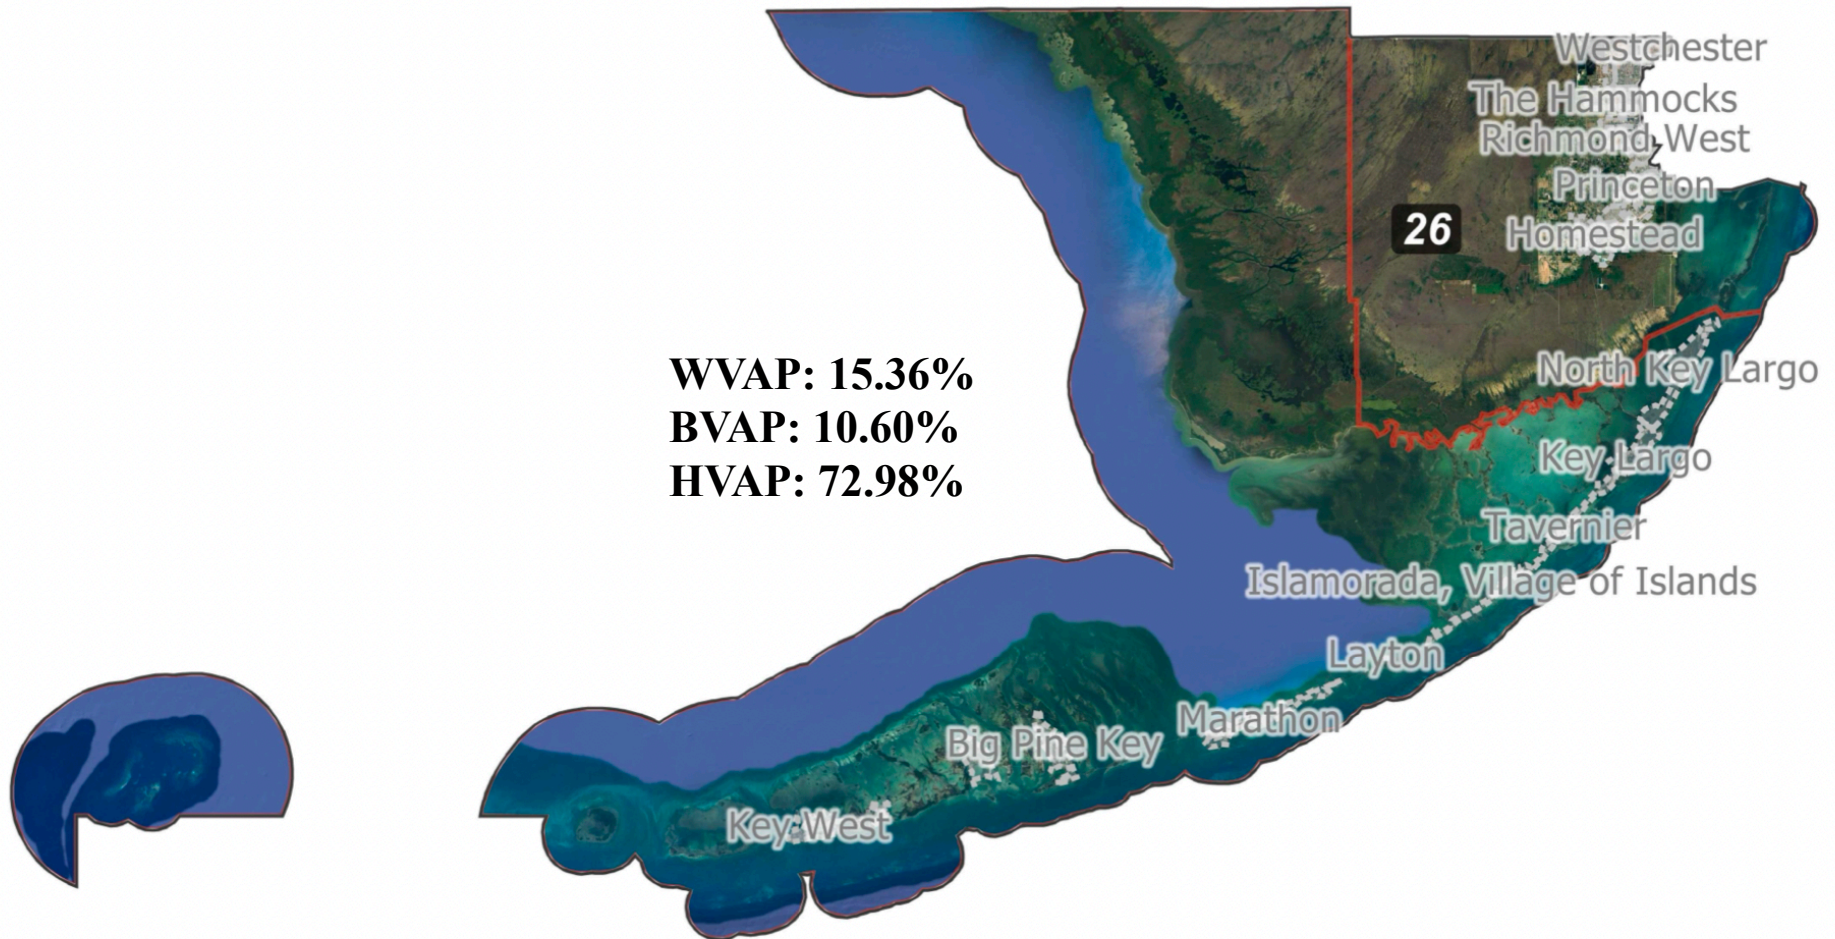 Westchester
The Hammocks
Richmond West
Princeton
26
Homestead
WVAP: 15.36%
BVAP: 10.60%
HVAP: 72.98%
North Key Largo
Key Largo
Tavernier
Islamorada, Village of Islands
Layton
Marathon
Big Pine Key
Key West